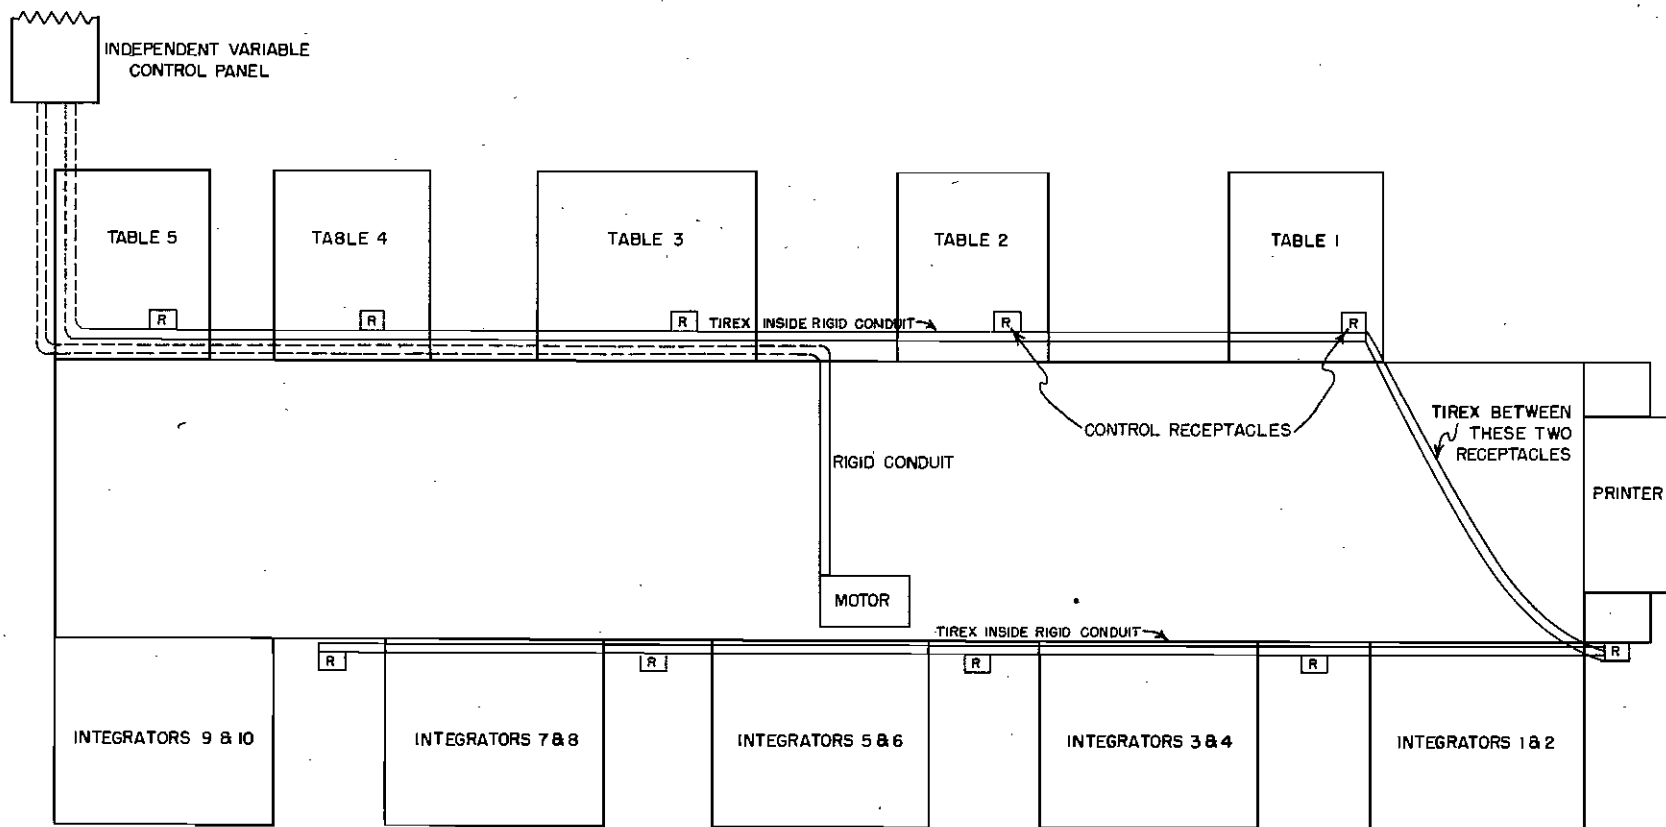 INDEPENDENT VARIABLE
CONTROL PANEL
TABLE 5
TABLE 4
TABLE 3
TABLE 2
TABLE 1
R
R
R
R
R
TIREX INSIDE RIGID CONDUIT
CONTROL RECEPTACLES
TIREX BETWEEN
THESE TWO
RECEPTACLES
RIGID CONDUIT
PRINTER
MOTOR
TIREX INSIDE RIGID CONDUIT
R
R
R
R
R
INTEGRATORS 9 & 10
INTEGRATORS 7 & 8
INTEGRATORS 5 & 6
INTEGRATORS 3 & 4
INTEGRATORS 1 & 2